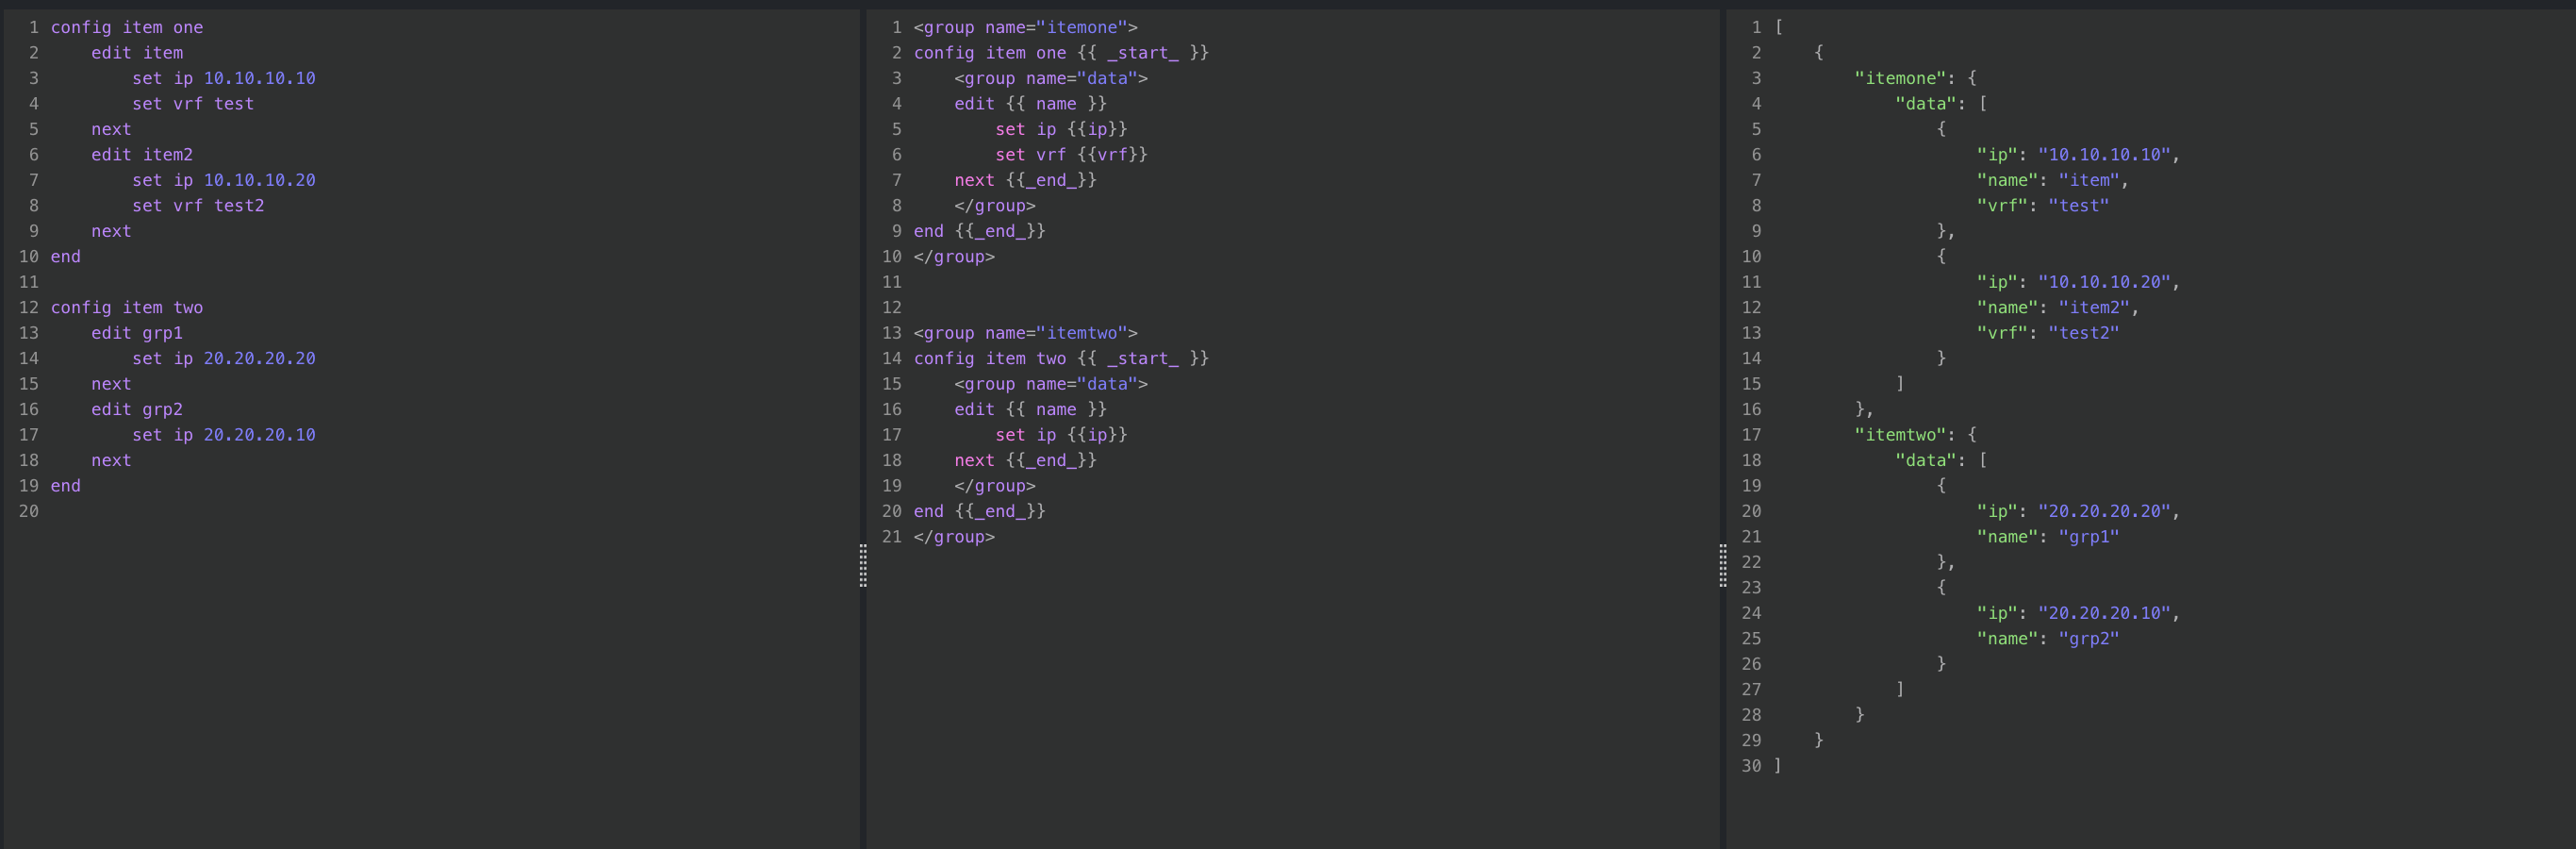 1 config item one
2     edit item
3         set ip 10.10.10.10
4         set vrf test
5     next
6     edit item2
7         set ip 10.10.10.20
8         set vrf test2
9     next
10 end
11
12 config item two
13     edit grp1
14         set ip 20.20.20.20
15     next
16     edit grp2
17         set ip 20.20.20.10
18     next
19 end
20
1 <group name="itemone">
2 config item one {{ _start_ }}
3     <group name="data">
4     edit {{ name }}
5         set ip {{ip}}
6         set vrf {{vrf}}
7     next {{_end_}}
8     </group>
9 end {{_end_}}
10 </group>
11
12
13 <group name="itemtwo">
14 config item two {{ _start_ }}
15     <group name="data">
16     edit {{ name }}
17         set ip {{ip}}
18     next {{_end_}}
19     </group>
20 end {{_end_}}
21 </group>
1 [
2     {
3         "itemone": {
4             "data": [
5                 {
6                     "ip": "10.10.10.10",
7                     "name": "item",
8                     "vrf": "test"
9                 },
10                 {
11                     "ip": "10.10.10.20",
12                     "name": "item2",
13                     "vrf": "test2"
14                 }
15             ]
16         },
17         "itemtwo": {
18             "data": [
19                 {
20                     "ip": "20.20.20.20",
21                     "name": "grp1"
22                 },
23                 {
24                     "ip": "20.20.20.10",
25                     "name": "grp2"
26                 }
27             ]
28         }
29     }
30 ]